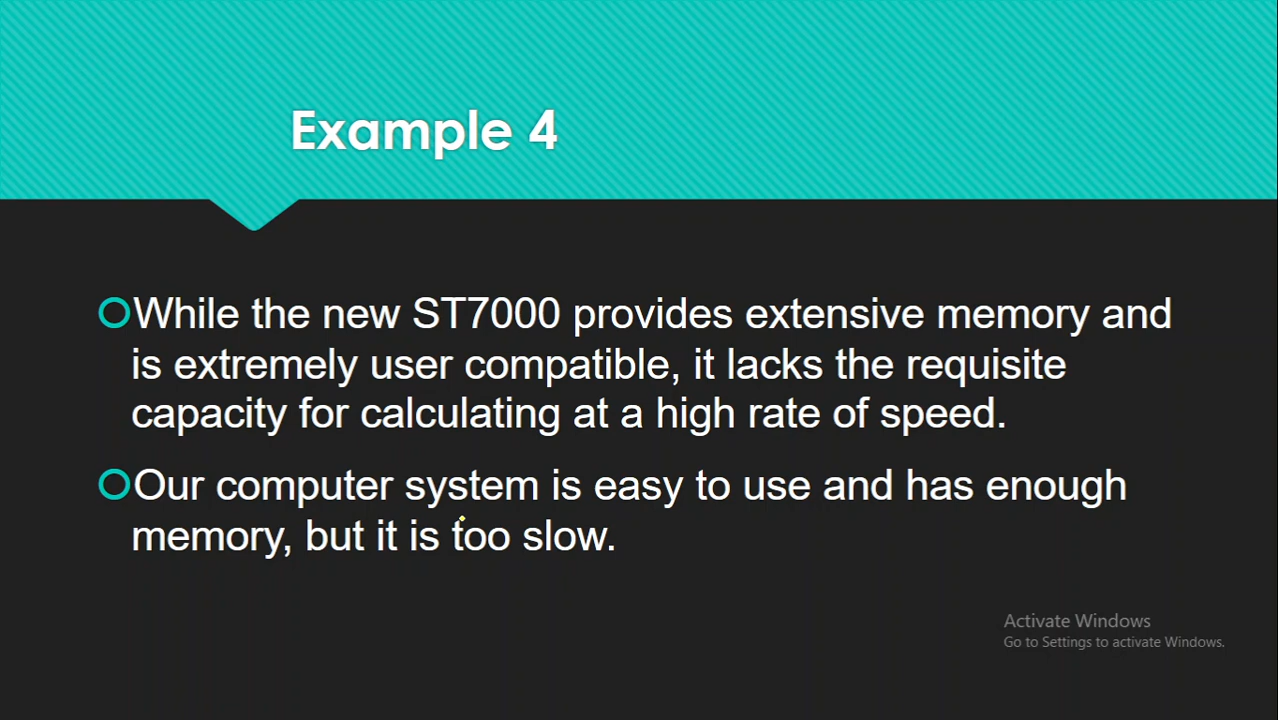 Example 4
While the new ST7000 provides extensive memory and
is extremely user compatible, it lacks the requisite
capacity for calculating at a high rate of speed.
Our computer system is easy to use and has enough
memory, but it is too slow.
Activate Windows
Go to Settings to activate Windows.